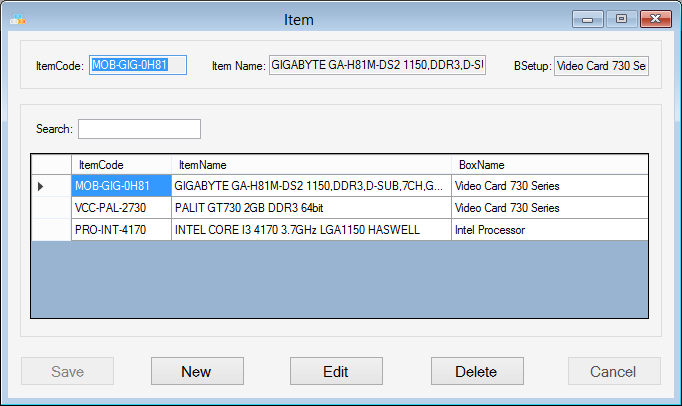 Item
ItemCode: MOB-GIG-0H81 Item Name: GIGABYTE GA-H81M-DS2 1150,DDR3,D-SU BSetup: Video Card 730 Se
Search:
ItemCode ItemName BoxName
MOB-GIG-0H81 GIGABYTE GA-H81M-DS2 1150,DDR3,D-SUB,7CH,G... Video Card 730 Series
VCC-PAL-2730 PALIT GT730 2GB DDR3 64bit Video Card 730 Series
PRO-INT-4170 INTEL CORE I3 4170 3.7GHz LGA1150 HASWELL Intel Processor
Save New Edit Delete Cancel